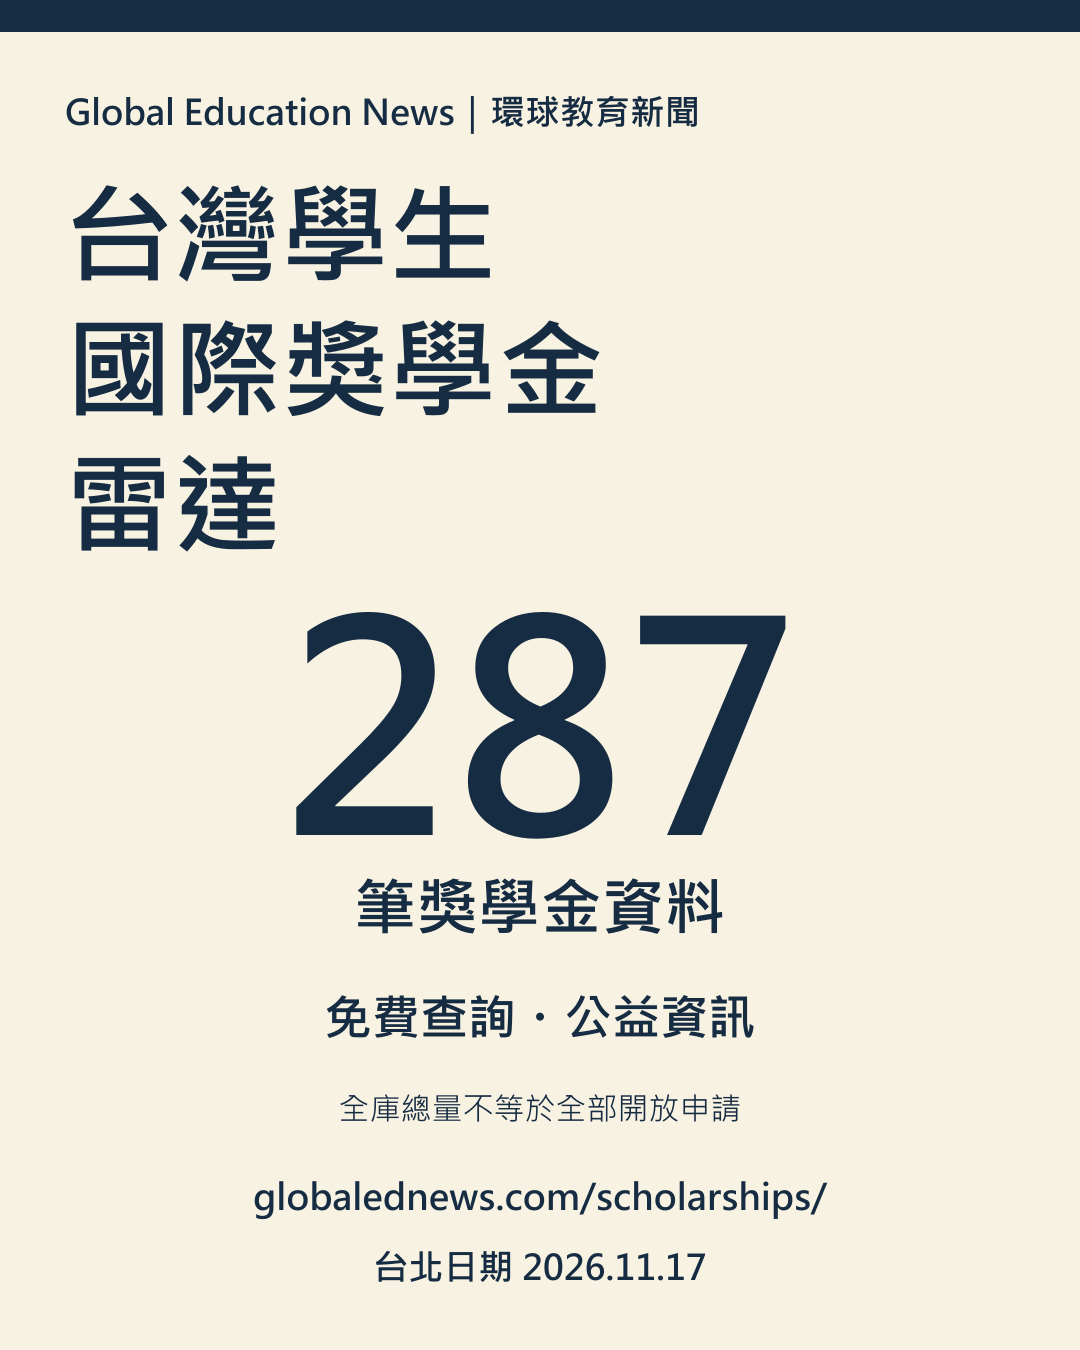 Global Education News｜環球教育新聞
台灣學生
國際獎學金
雷達
287
筆獎學金資料
免費查詢・公益資訊
全庫總量不等於全部開放申請
globalednews.com/scholarships/
台北日期 2026.11.17